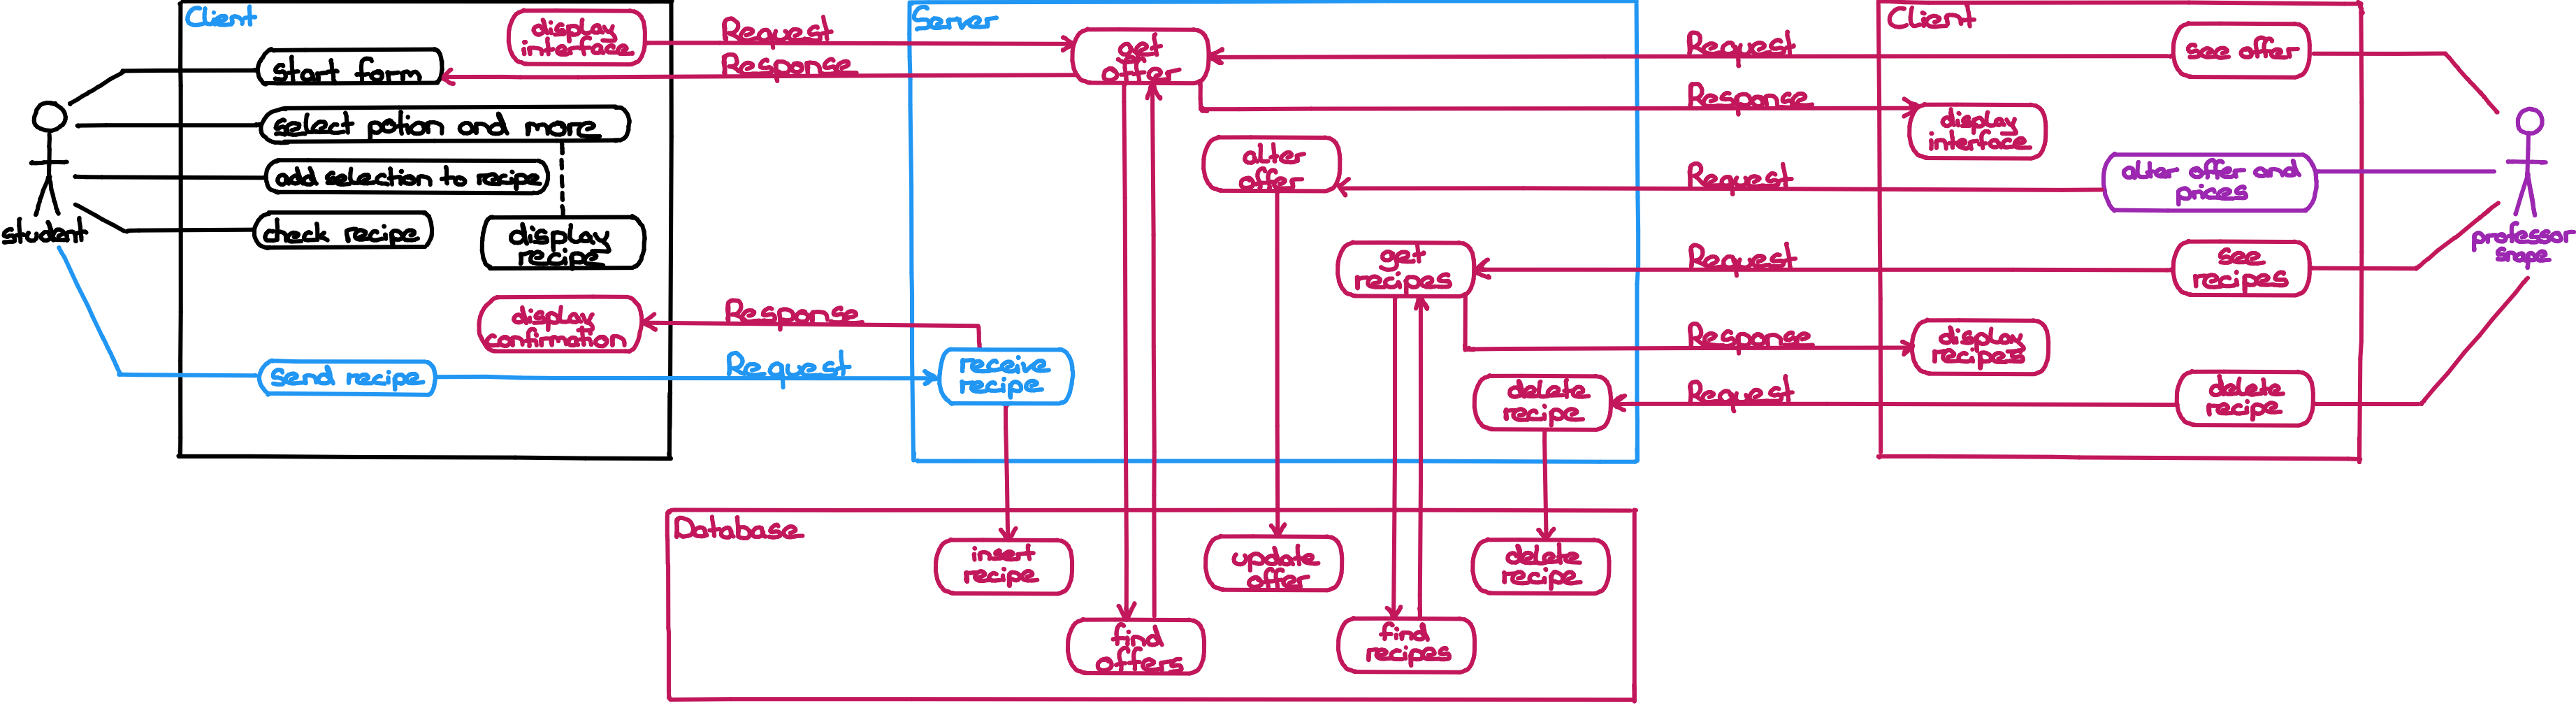 Client
display
interface
start form
select potion and more
add selection to recipe
check recipe
display
recipe
display
confirmation
Send recipe
student
Request
Response
Response
Request
Server
get
offer
alter
offer
get
recipes
receive
recipe
delete
recipe
Request
Response
Request
Request
Response
Request
Client
see offer
display
interface
alter offer and
prices
see
recipes
display
recipes
delete
recipe
professor
snape
Database
insert
recipe
update
offer
delete
recipe
find
offers
find
recipes